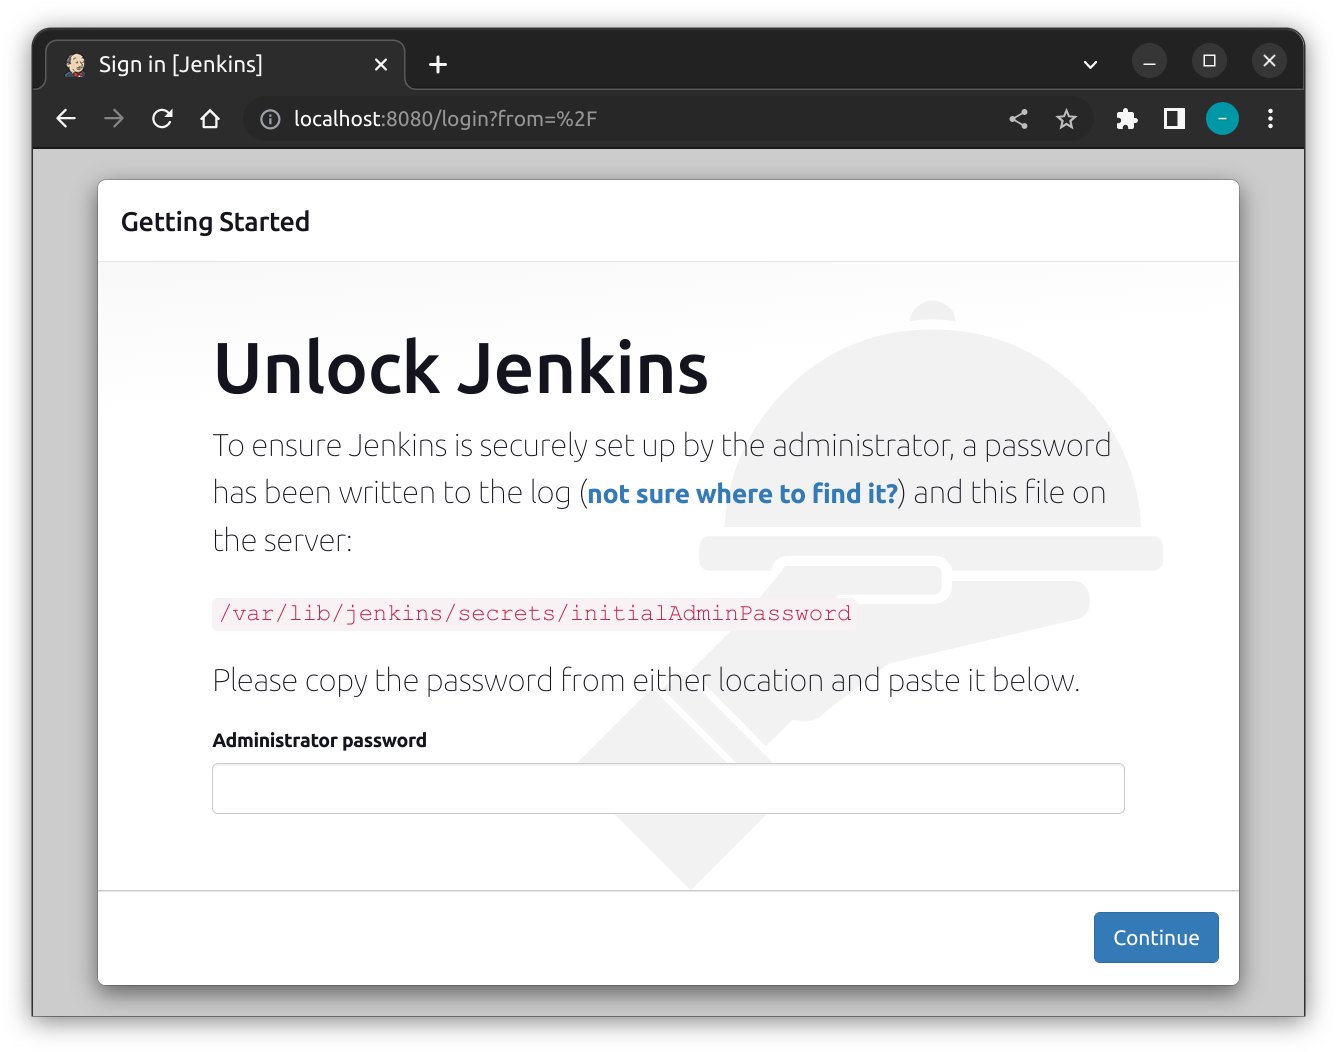 Sign in [Jenkins]
localhost:8080/login?from=%2F
Getting Started
Unlock Jenkins
To ensure Jenkins is securely set up by the administrator, a password
has been written to the log (not sure where to find it?) and this file on
the server:
/var/lib/jenkins/secrets/initialAdminPassword
Please copy the password from either location and paste it below.
Administrator password
Continue